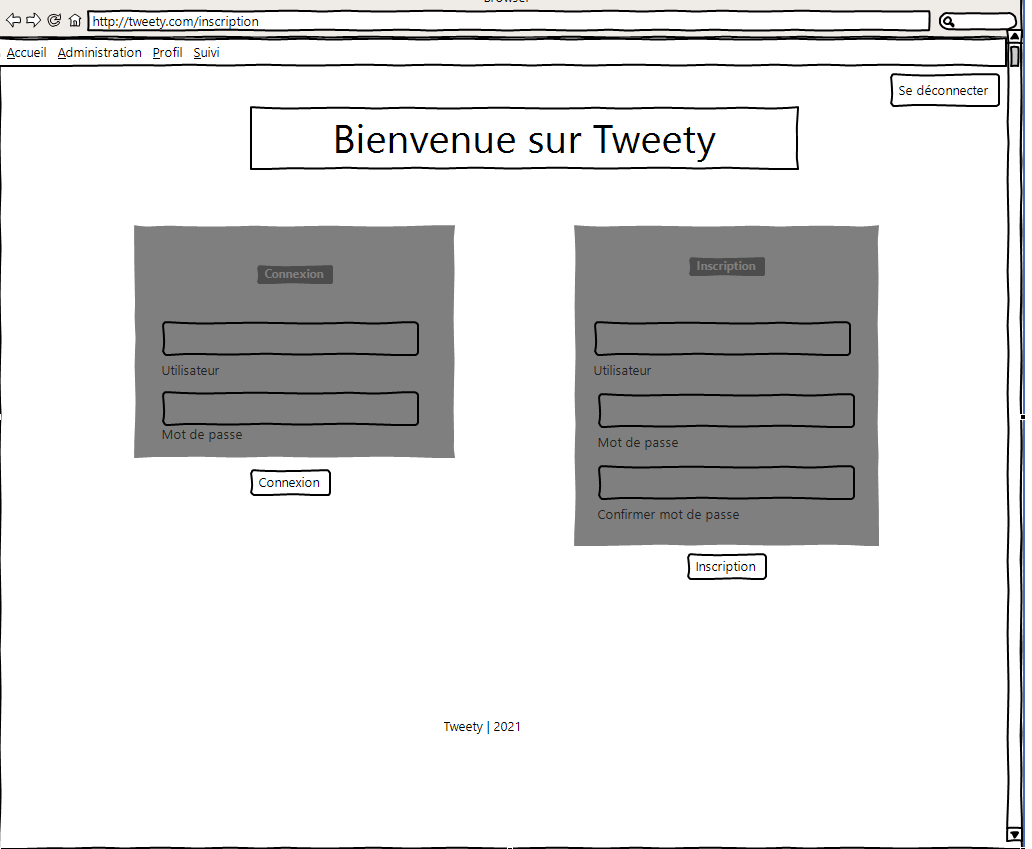 http://tweety.com/inscription
Accueil Administration Profil Suivi
Se déconnecter
Bienvenue sur Tweety
Connexion
Utilisateur
Mot de passe
Connexion
Inscription
Utilisateur
Mot de passe
Confirmer mot de passe
Inscription
Tweety | 2021